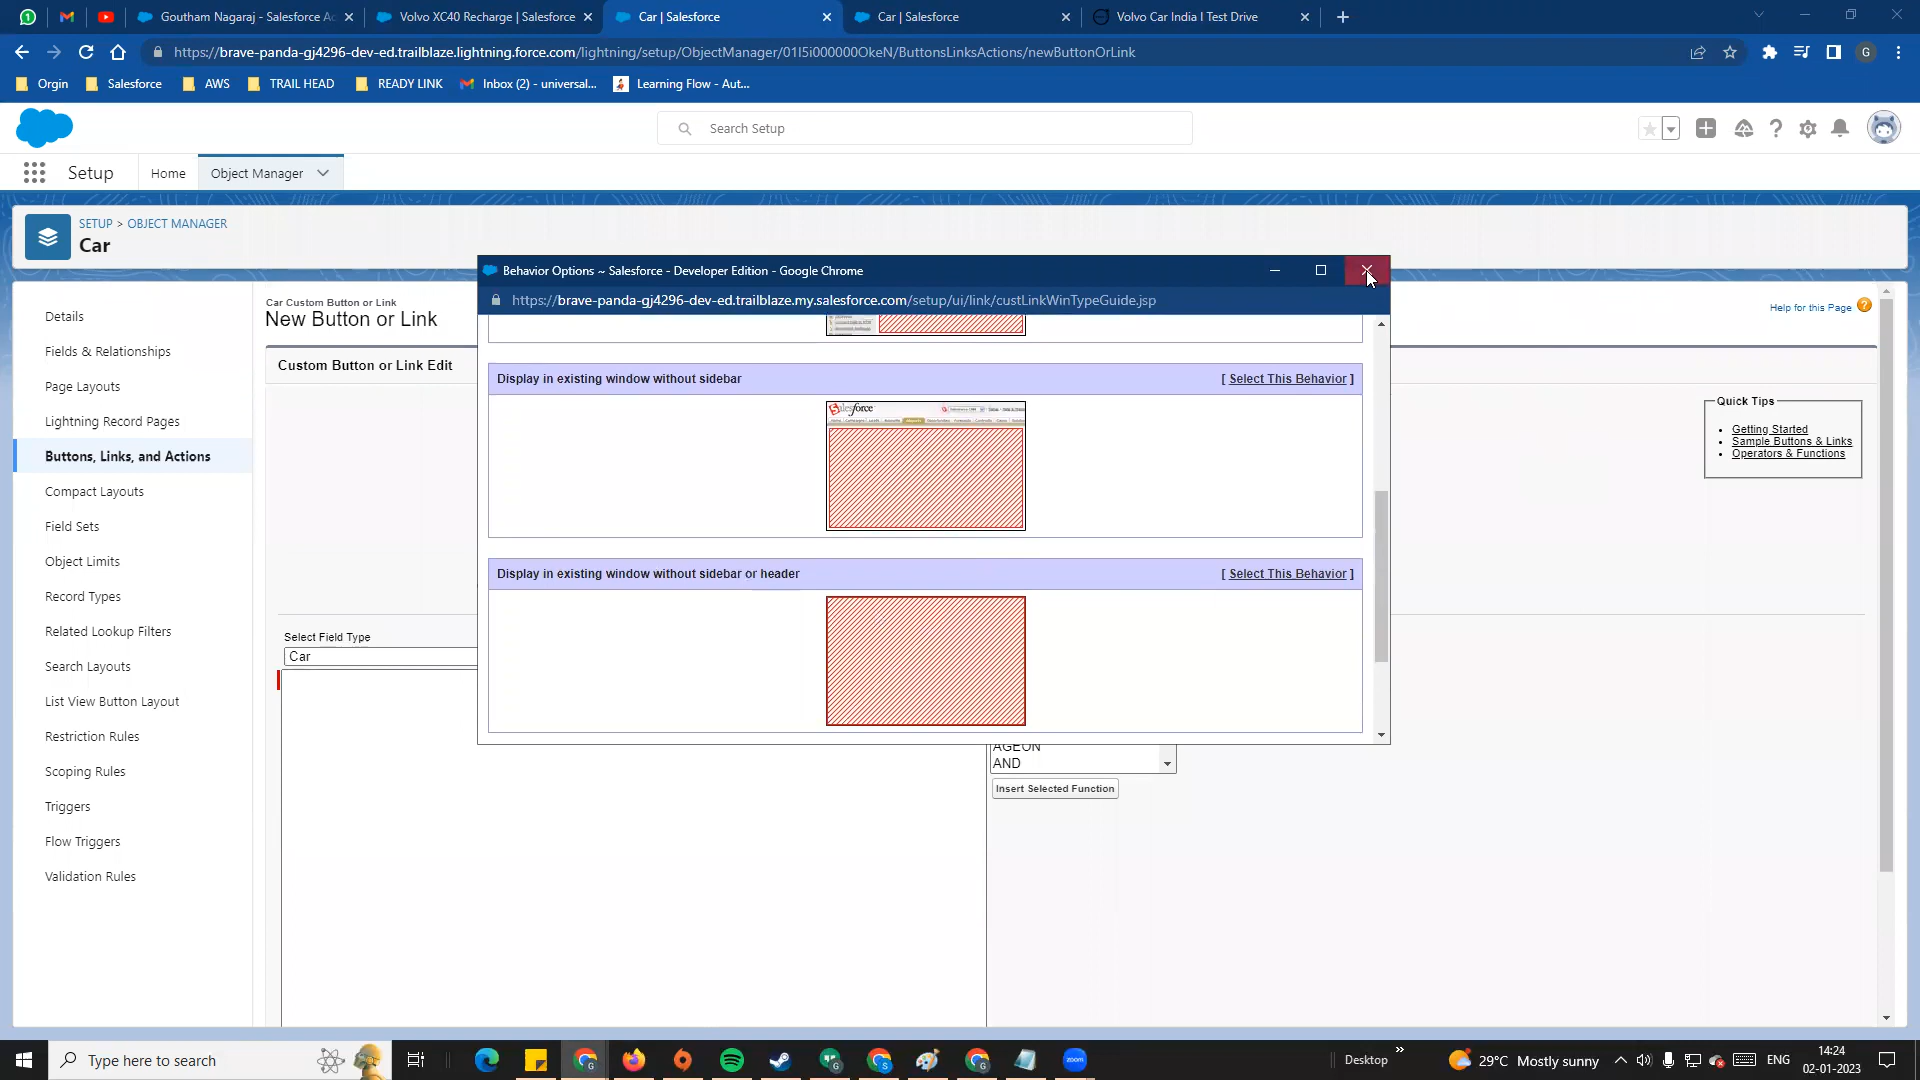 Goutham Nagaraj - Salesforce Ac
Volvo XC40 Recharge | Salesforce
Car | Salesforce
Car | Salesforce
Volvo Car India I Test Drive
https://brave-panda-gj4296-dev-ed.trailblaze.lightning.force.com/lightning/setup/ObjectManager/01I5i000000OkeN/ButtonsLinksActions/newButtonOrLink
G
Orgin
Salesforce
AWS
TRAIL HEAD
READY LINK
Inbox (2) - universal...
Learning Flow - Aut...
Search Setup
Setup
Home
Object Manager
SETUP > OBJECT MANAGER
Car
Behavior Options ~ Salesforce - Developer Edition - Google Chrome
https://brave-panda-gj4296-dev-ed.trailblaze.my.salesforce.com/setup/ui/link/custLinkWinTypeGuide.jsp
Details
Fields & Relationships
Page Layouts
Lightning Record Pages
Buttons, Links, and Actions
Compact Layouts
Field Sets
Object Limits
Record Types
Related Lookup Filters
Search Layouts
List View Button Layout
Restriction Rules
Scoping Rules
Triggers
Flow Triggers
Validation Rules
Car Custom Button or Link
New Button or Link
Help for this Page
Custom Button or Link Edit
Display in existing window without sidebar
[ Select This Behavior ]
Display in existing window without sidebar or header
[ Select This Behavior ]
Quick Tips
Getting Started
Sample Buttons & Links
Operators & Functions
Select Field Type
Car
AGEON
AND
Insert Selected Function
Type here to search
zoom
Desktop
29°C Mostly sunny
ENG
14:24
02-01-2023